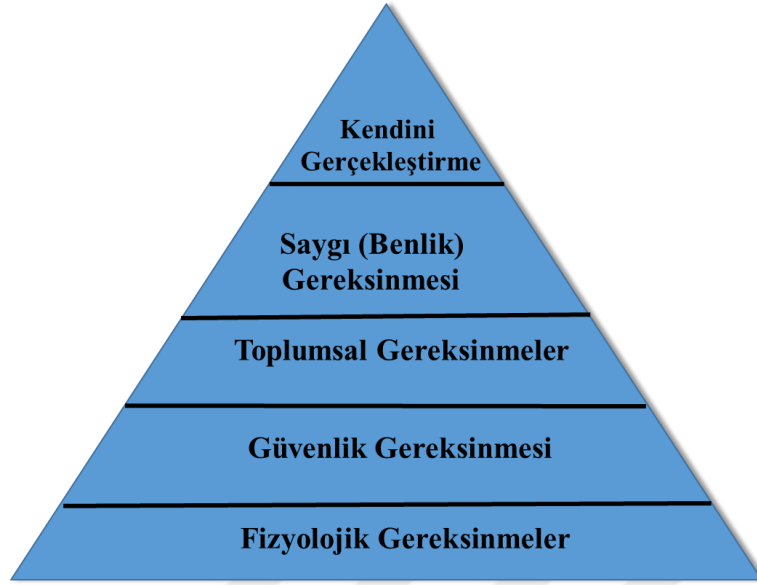 Kendini
Gerçekleştirme
Saygı (Benlik)
Gereksinmesi
Toplumsal Gereksinmeler
Güvenlik Gereksinmesi
Fizyolojik Gereksinmeler